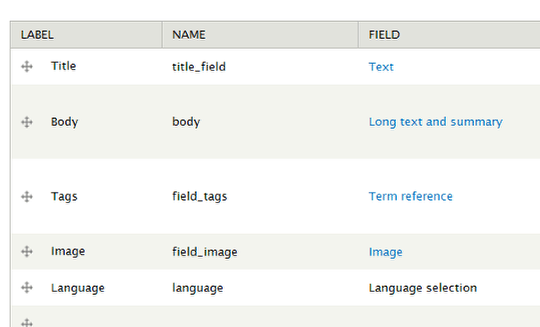 LABEL NAME FIELD
Title title_field Text
Body body Long text and summary
Tags field_tags Term reference
Image field_image Image
Language language Language selection